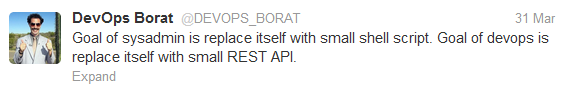 DevOps Borat @DEVOPS_BORAT 31 Mar
Goal of sysadmin is replace itself with small shell script. Goal of devops is
replace itself with small REST API.
Expand